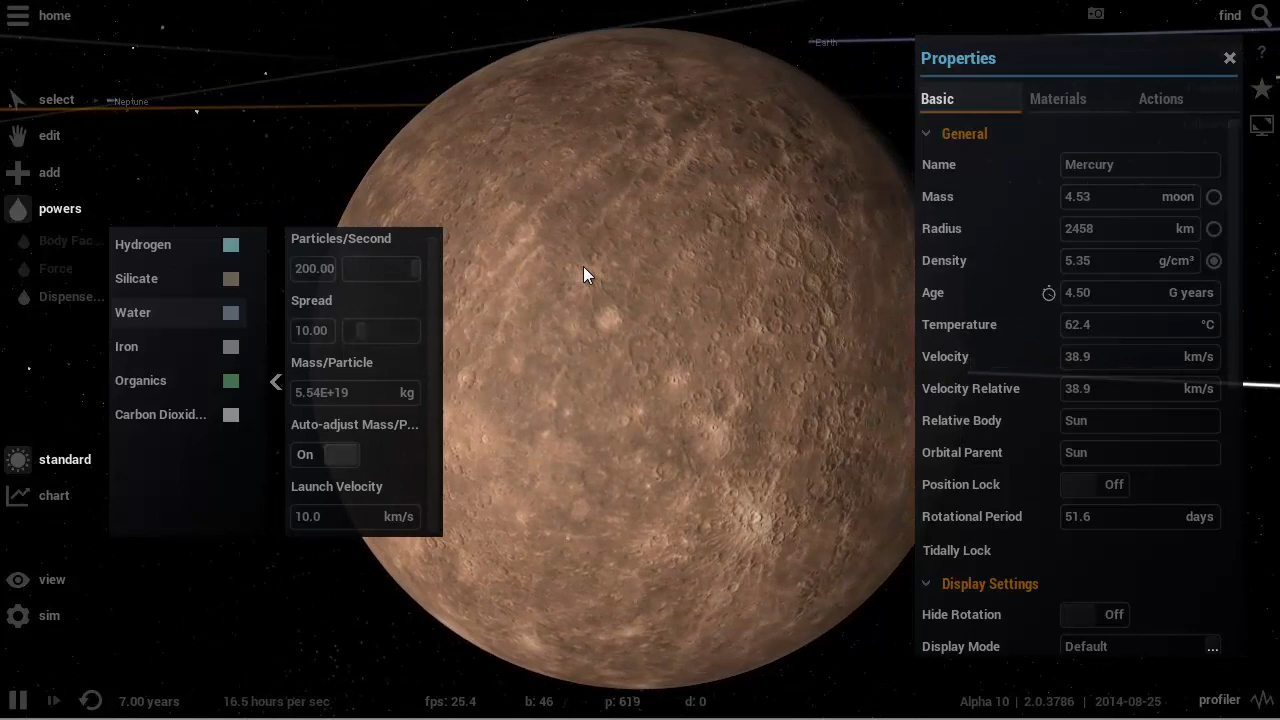 home
find
Earth
Properties
?
select
Neptune
Basic Materials Actions
edit
General
add
Name Mercury
Mass 4.53 moon
powers
Radius 2458 km
Hydrogen
Silicate
Water
Iron
Organics
Carbon Dioxid...
Particles/Second
200.00
Spread
10.00
Mass/Particle
5.54E+19 kg
Auto-adjust Mass/P...
On
Launch Velocity
10.0 km/s
Body Fac...
Force
Dispense...
Density 5.35 g/cm³
Age 4.50 G years
Temperature 62.4 °C
Velocity 38.9 km/s
Velocity Relative 38.9 km/s
Relative Body Sun
Orbital Parent Sun
Position Lock Off
Rotational Period 51.6 days
Tidally Lock
Display Settings
Hide Rotation Off
Display Mode Default ...
standard
chart
view
sim
7.00 years 16.5 hours per sec fps: 25.4 b: 46 p: 619 d: 0 Alpha 10 | 2.0.3786 | 2014-08-25 profiler